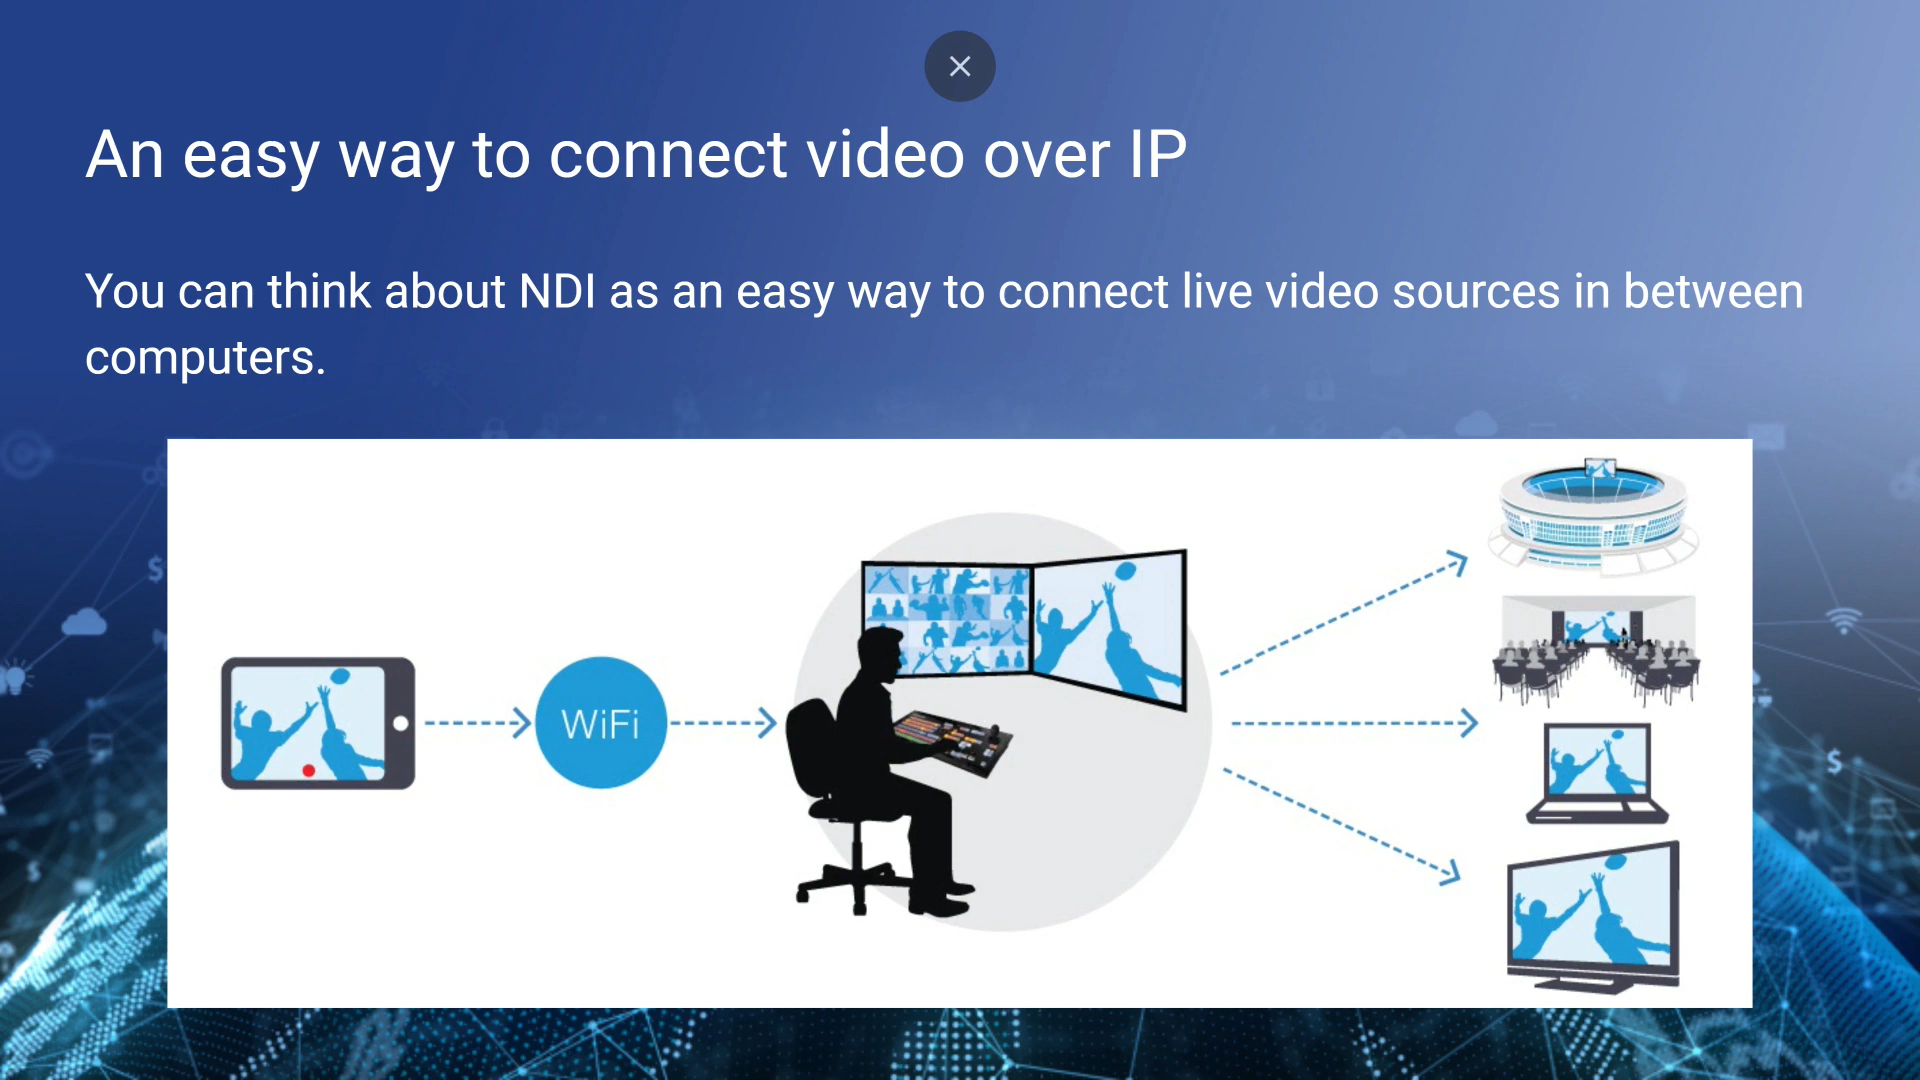 An easy way to connect video over IP
You can think about NDI as an easy way to connect live video sources in between
computers.
WiFi